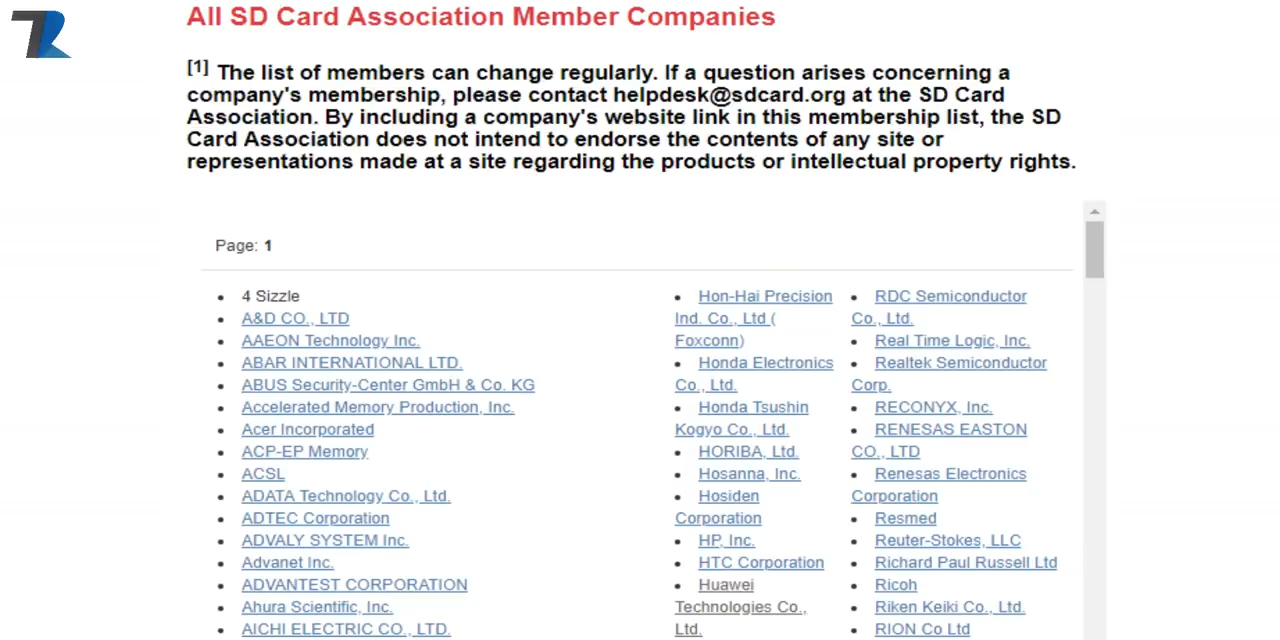 TR
All SD Card Association Member Companies
[1] The list of members can change regularly. If a question arises concerning a
company's membership, please contact helpdesk@sdcard.org at the SD Card
Association. By including a company's website link in this membership list, the SD
Card Association does not intend to endorse the contents of any site or
representations made at a site regarding the products or intellectual property rights.
Page: 1
4 Sizzle
A&D CO., LTD
AAEON Technology Inc.
ABAR INTERNATIONAL LTD.
ABUS Security-Center GmbH & Co. KG
Accelerated Memory Production, Inc.
Acer Incorporated
ACP-EP Memory
ACSL
ADATA Technology Co., Ltd.
ADTEC Corporation
ADVALY SYSTEM Inc.
Advanet Inc.
ADVANTEST CORPORATION
Ahura Scientific, Inc.
AICHI ELECTRIC CO., LTD.
Hon-Hai Precision
Ind. Co., Ltd (
Foxconn)
Honda Electronics
Co., Ltd.
Honda Tsushin
Kogyo Co., Ltd.
HORIBA, Ltd.
Hosanna, Inc.
Hosiden
Corporation
HP, Inc.
HTC Corporation
Huawei
Technologies Co.,
Ltd.
RDC Semiconductor
Co., Ltd.
Real Time Logic, Inc.
Realtek Semiconductor
Corp.
RECONYX, Inc.
RENESAS EASTON
CO., LTD
Renesas Electronics
Corporation
Resmed
Reuter-Stokes, LLC
Richard Paul Russell Ltd
Ricoh
Riken Keiki Co., Ltd.
RION Co Ltd